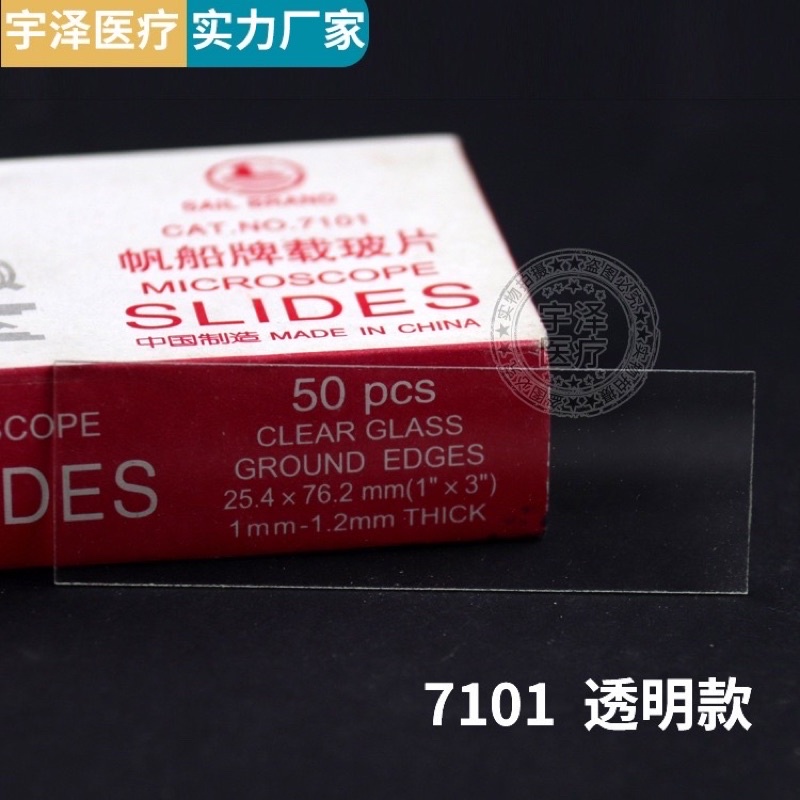 宇泽医疗 实力厂家
SAIL BRAND
CAT.NO.7101
帆船牌载玻片
MICROSCOPE
SLIDES
中国制造 MADE IN CHINA
宇泽
医疗
SCOPE
DES
50 pcs
CLEAR GLASS
GROUND EDGES
25.4 x 76.2 mm(1" x 3")
1mm-1.2mm THICK
7101 透明款